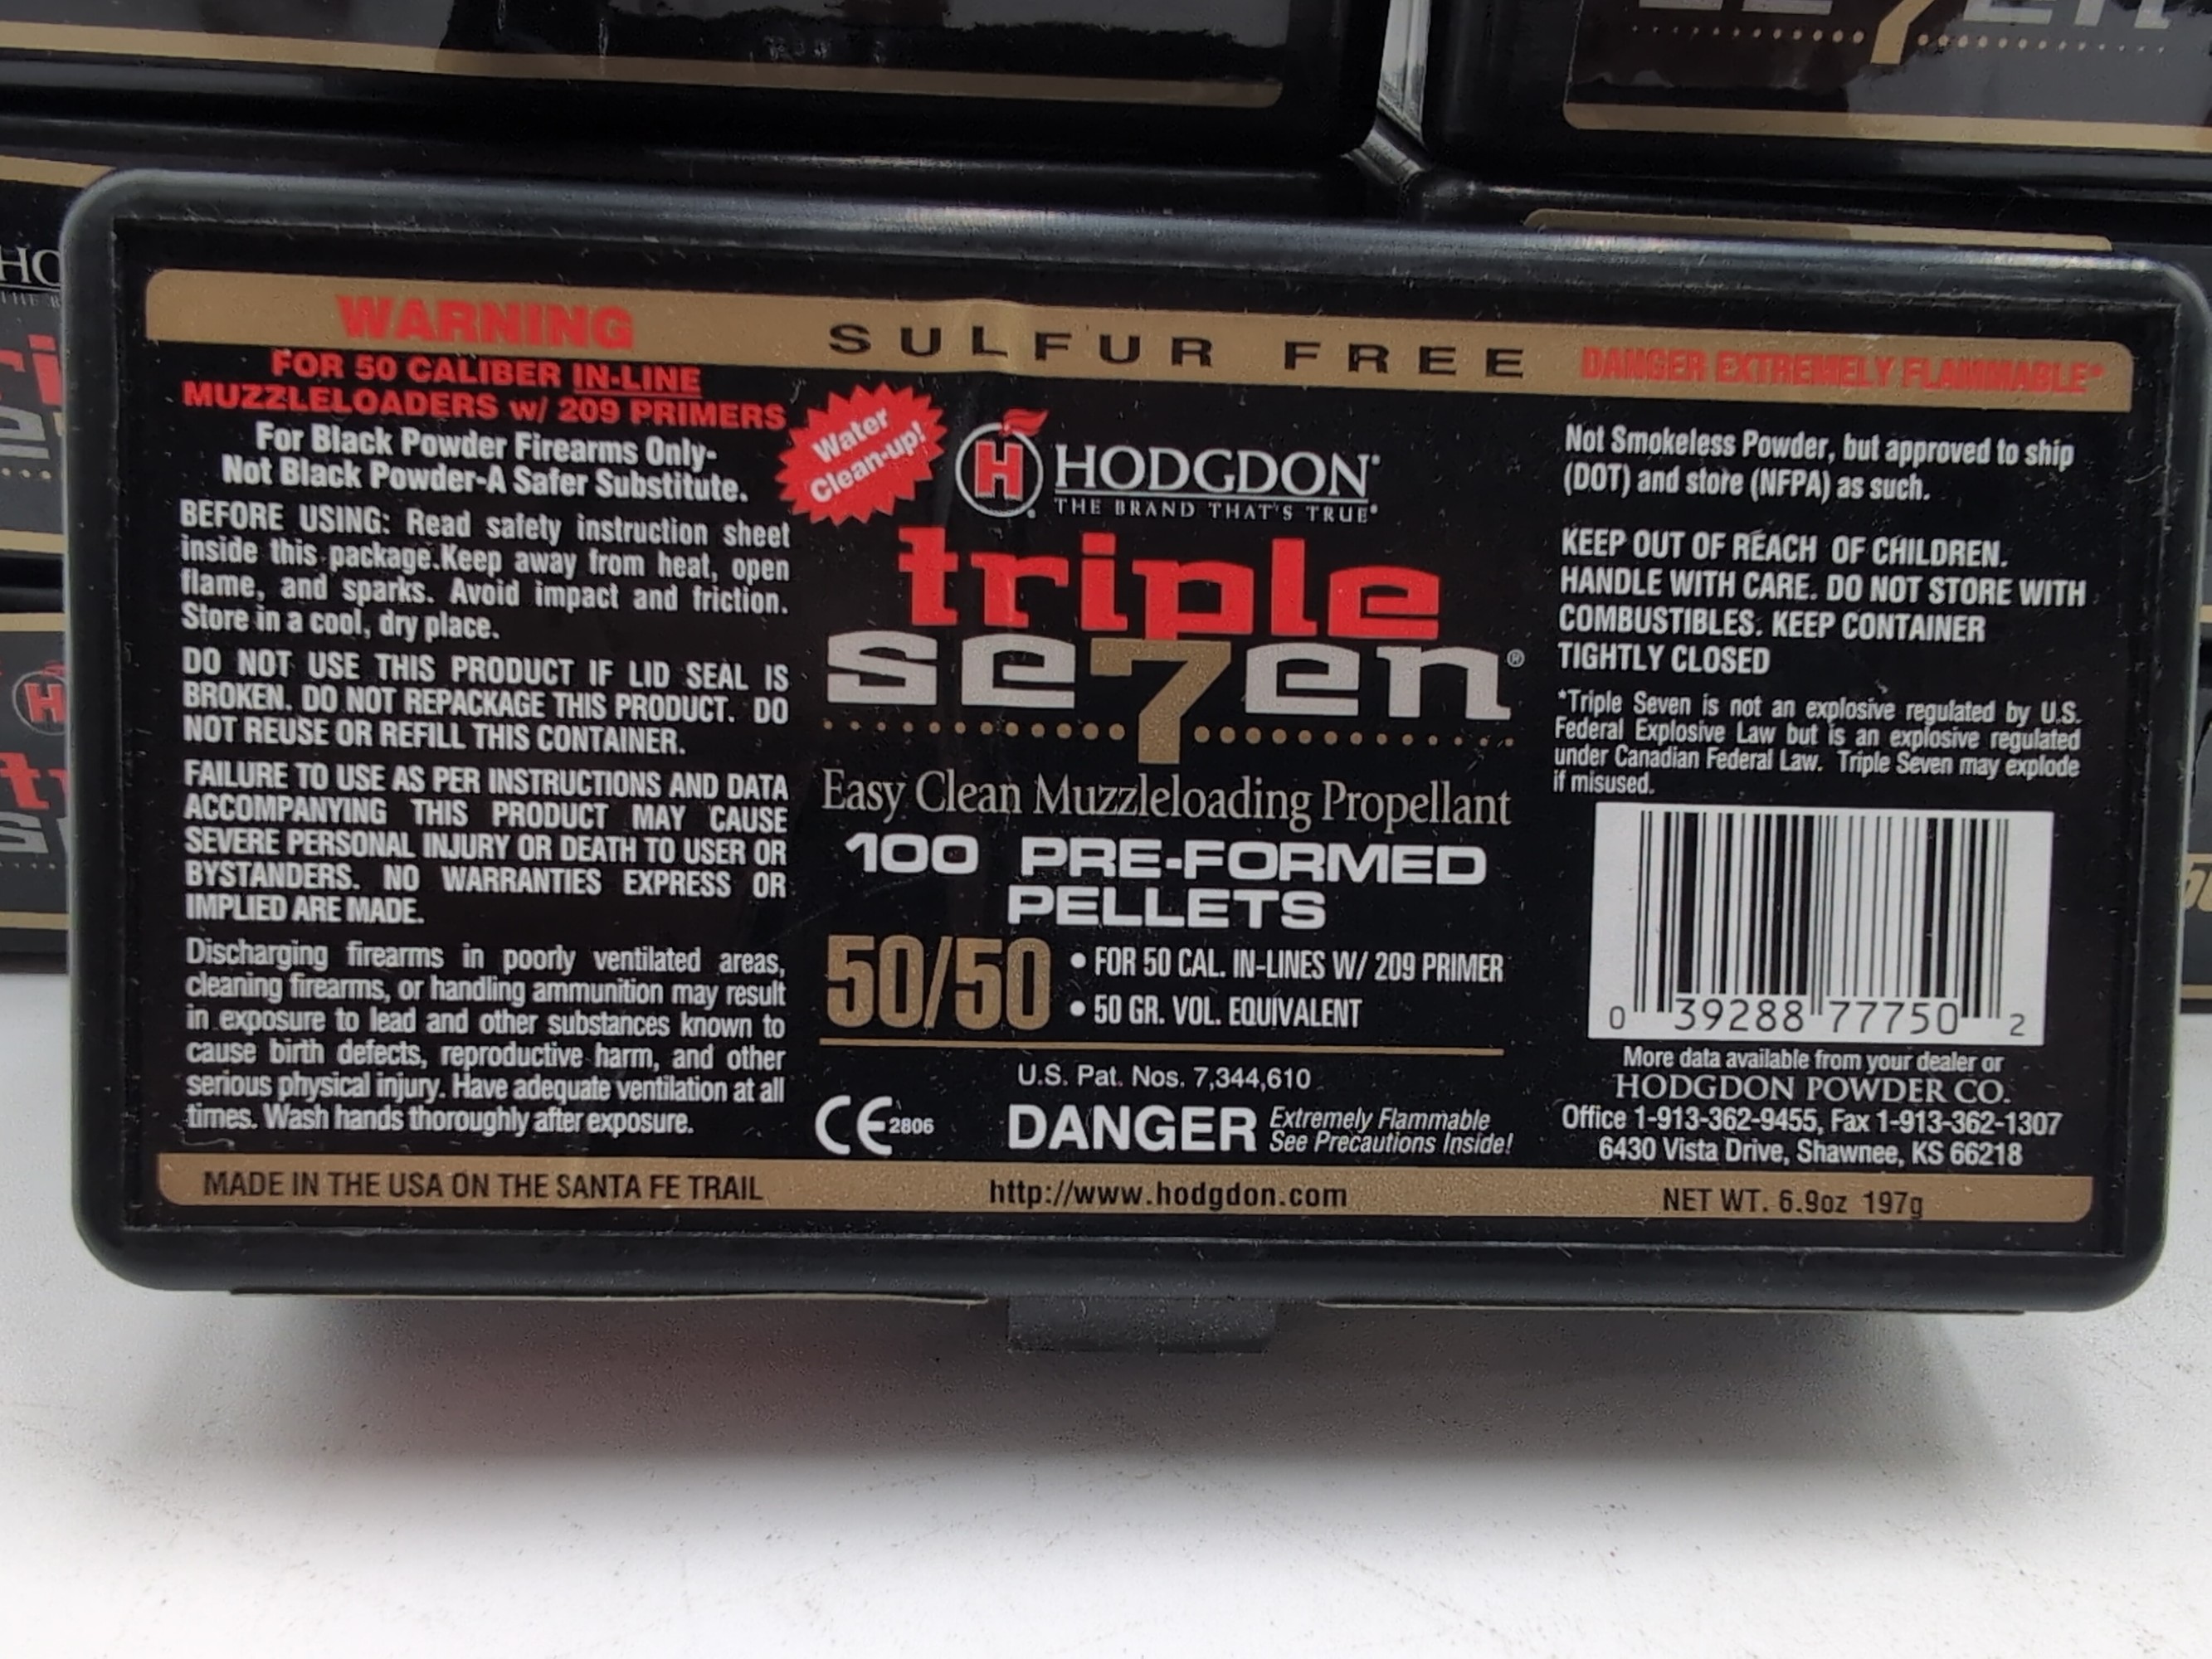 WARNING
FOR 50 CALIBER IN-LINE
MUZZLELOADERS w/ 209 PRIMERS
For Black Powder Firearms Only-
Not Black Powder-A Safer Substitute.
BEFORE USING: Read safety instruction sheet
inside this package.Keep away from heat, open
flame, and sparks. Avoid impact and friction.
Store in a cool, dry place.
DO NOT USE THIS PRODUCT IF LID SEAL IS
BROKEN. DO NOT REPACKAGE THIS PRODUCT. DO
NOT REUSE OR REFILL THIS CONTAINER.
FAILURE TO USE AS PER INSTRUCTIONS AND DATA
ACCOMPANYING THIS PRODUCT MAY CAUSE
SEVERE PERSONAL INJURY OR DEATH TO USER OR
BYSTANDERS. NO WARRANTIES EXPRESS OR
IMPLIED ARE MADE.
Discharging firearms in poorly ventilated areas,
cleaning firearms, or handling ammunition may result
in exposure to lead and other substances known to
cause birth defects, reproductive harm, and other
serious physical injury. Have adequate ventilation at all
times. Wash hands thoroughly after exposure.
MADE IN THE USA ON THE SANTA FE TRAIL
SULFUR FREE
Water
Clean-up!
H HODGDON®
THE BRAND THAT'S TRUE®
triple
se7en®
Easy Clean Muzzleloading Propellant
100 PRE-FORMED
PELLETS
50/50
• FOR 50 CAL. IN-LINES W/ 209 PRIMER
• 50 GR. VOL. EQUIVALENT
U.S. Pat. Nos. 7,344,610
CE 2806
DANGER
Extremely Flammable
See Precautions Inside!
http://www.hodgdon.com
DANGER EXTREMELY FLAMMABLE*
Not Smokeless Powder, but approved to ship
(DOT) and store (NFPA) as such.
KEEP OUT OF REACH OF CHILDREN.
HANDLE WITH CARE. DO NOT STORE WITH
COMBUSTIBLES. KEEP CONTAINER
TIGHTLY CLOSED
*Triple Seven is not an explosive regulated by U.S.
Federal Explosive Law but is an explosive regulated
under Canadian Federal Law. Triple Seven may explode
if misused.
0 39288 77750 2
More data available from your dealer or
HODGDON POWDER CO.
Office 1-913-362-9455, Fax 1-913-362-1307
6430 Vista Drive, Shawnee, KS 66218
NET WT. 6.9oz 197g